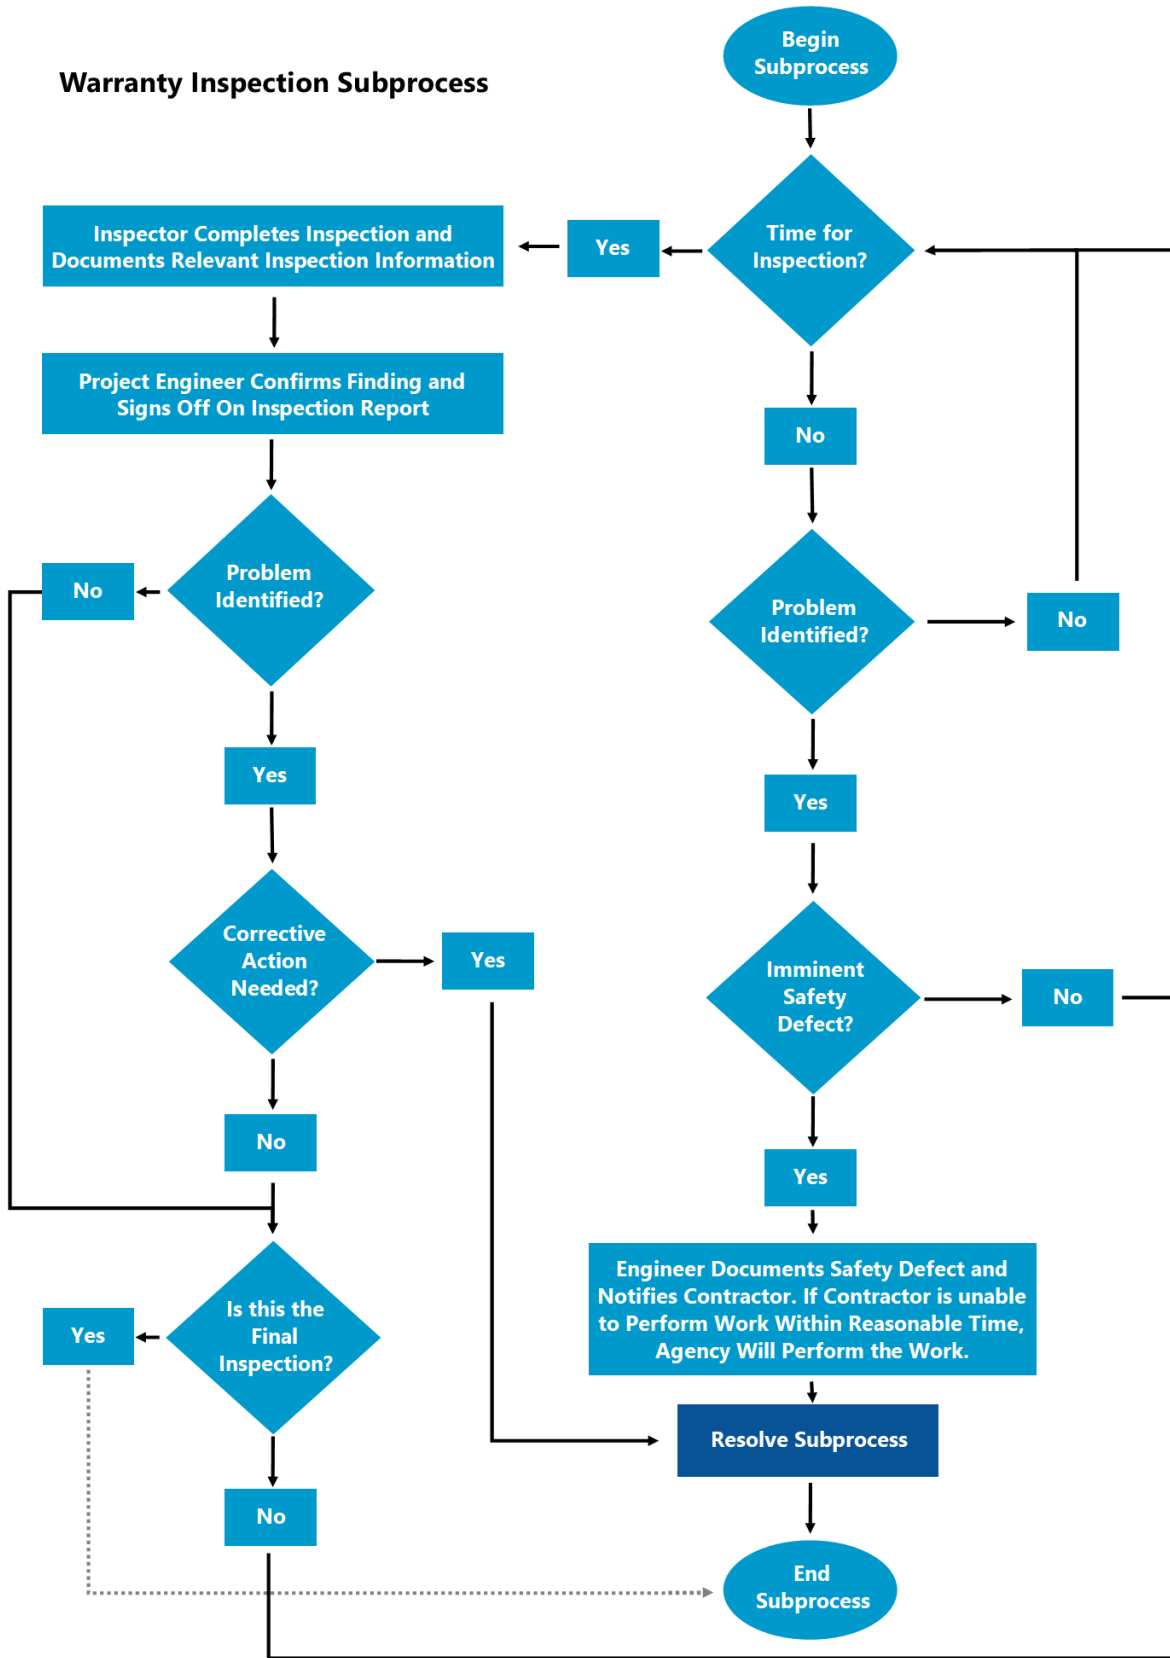 Warranty Inspection Subprocess
Begin
Subprocess
Time for
Inspection?
Yes
Inspector Completes Inspection and
Documents Relevant Inspection Information
Project Engineer Confirms Finding and
Signs Off On Inspection Report
No
Problem
Identified?
No
Problem
Identified?
No
Yes
Yes
Corrective
Action
Needed?
Yes
Imminent
Safety
Defect?
No
No
Yes
Engineer Documents Safety Defect and
Notifies Contractor. If Contractor is unable
to Perform Work Within Reasonable Time,
Agency Will Perform the Work.
Is this the
Final
Inspection?
Yes
Resolve Subprocess
No
End
Subprocess